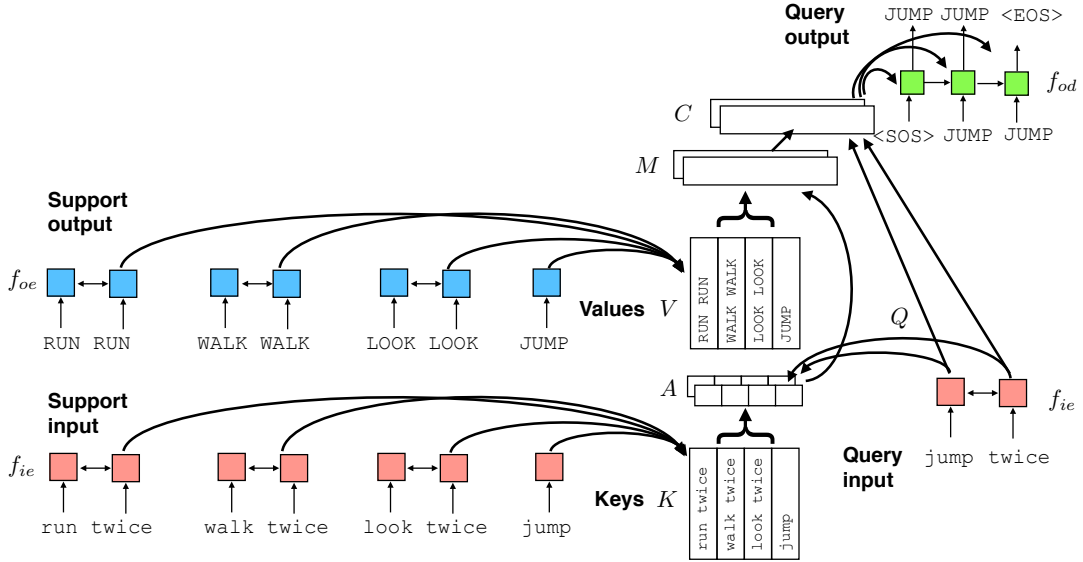 Query output
JUMP JUMP <EOS>
f_od
C
<SOS> JUMP JUMP
M
Support output
f_oe
RUN RUN WALK WALK LOOK LOOK JUMP
Values V
RUN RUN
WALK WALK
LOOK LOOK
JUMP
Q
A
Support input
f_ie
run twice walk twice look twice jump
Keys K
run twice
walk twice
look twice
jump
f_ie
jump twice
Query input